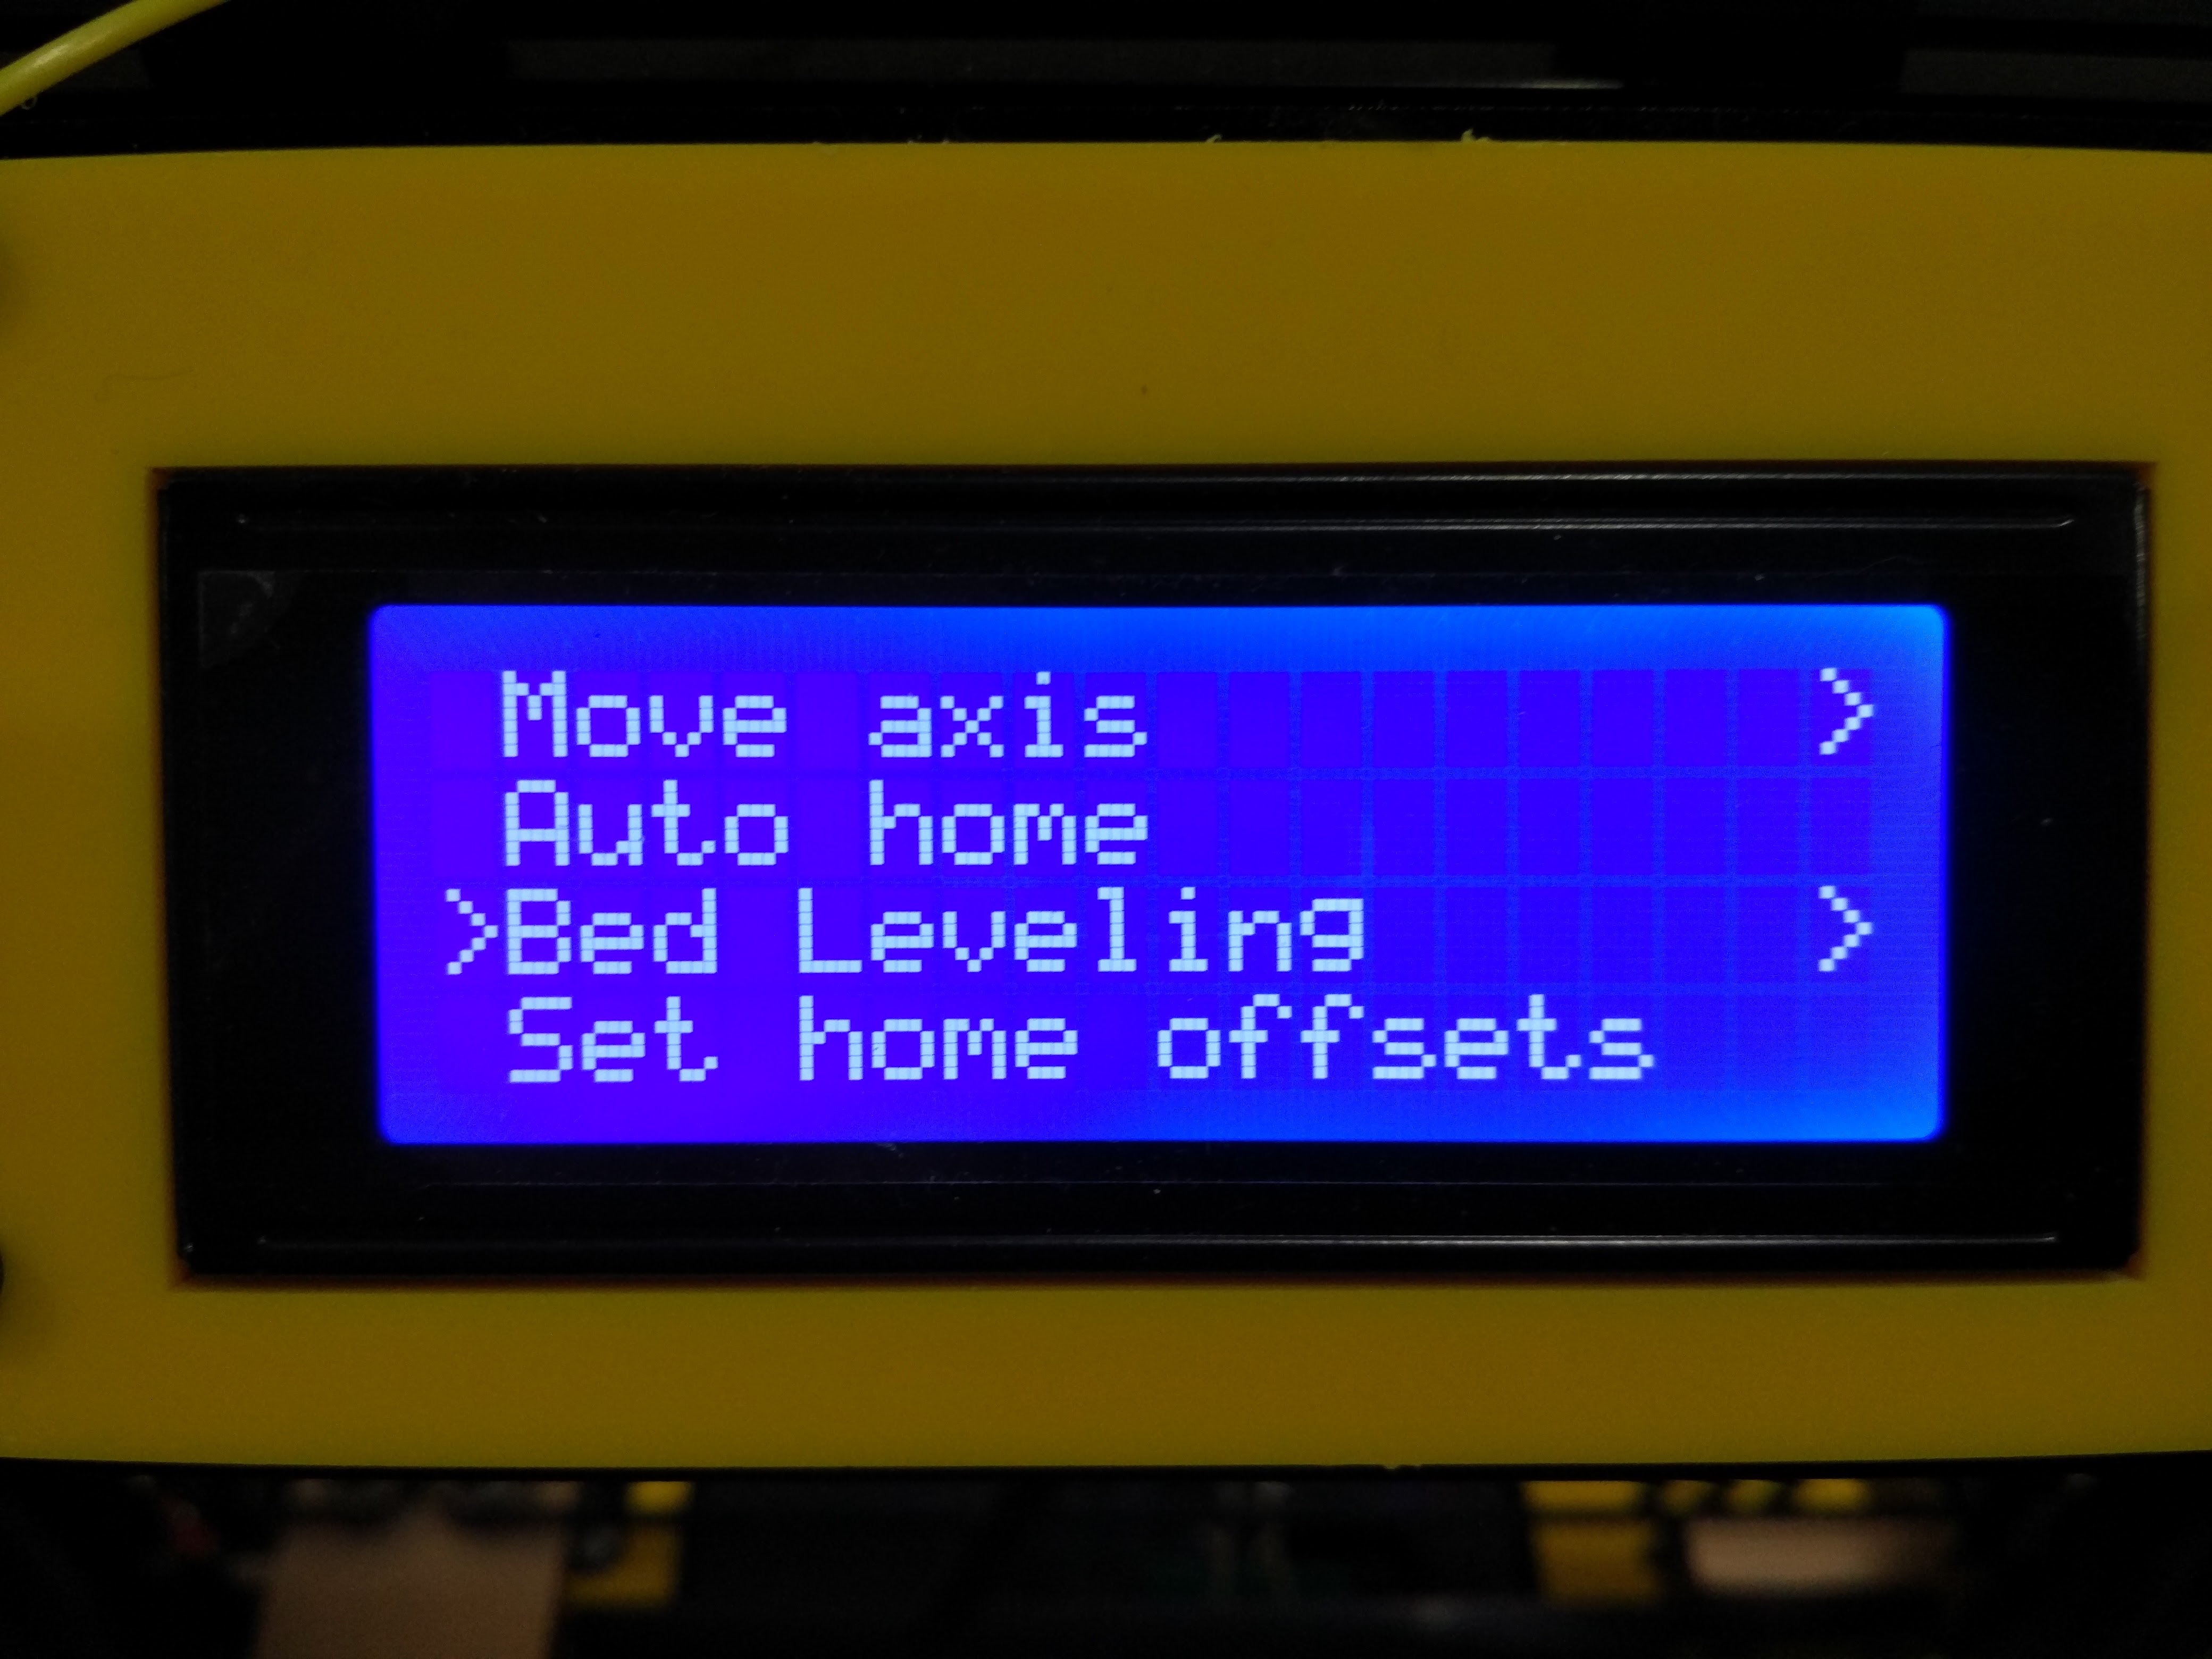 Move axis >
Auto home
>Bed Leveling >
Set home offsets